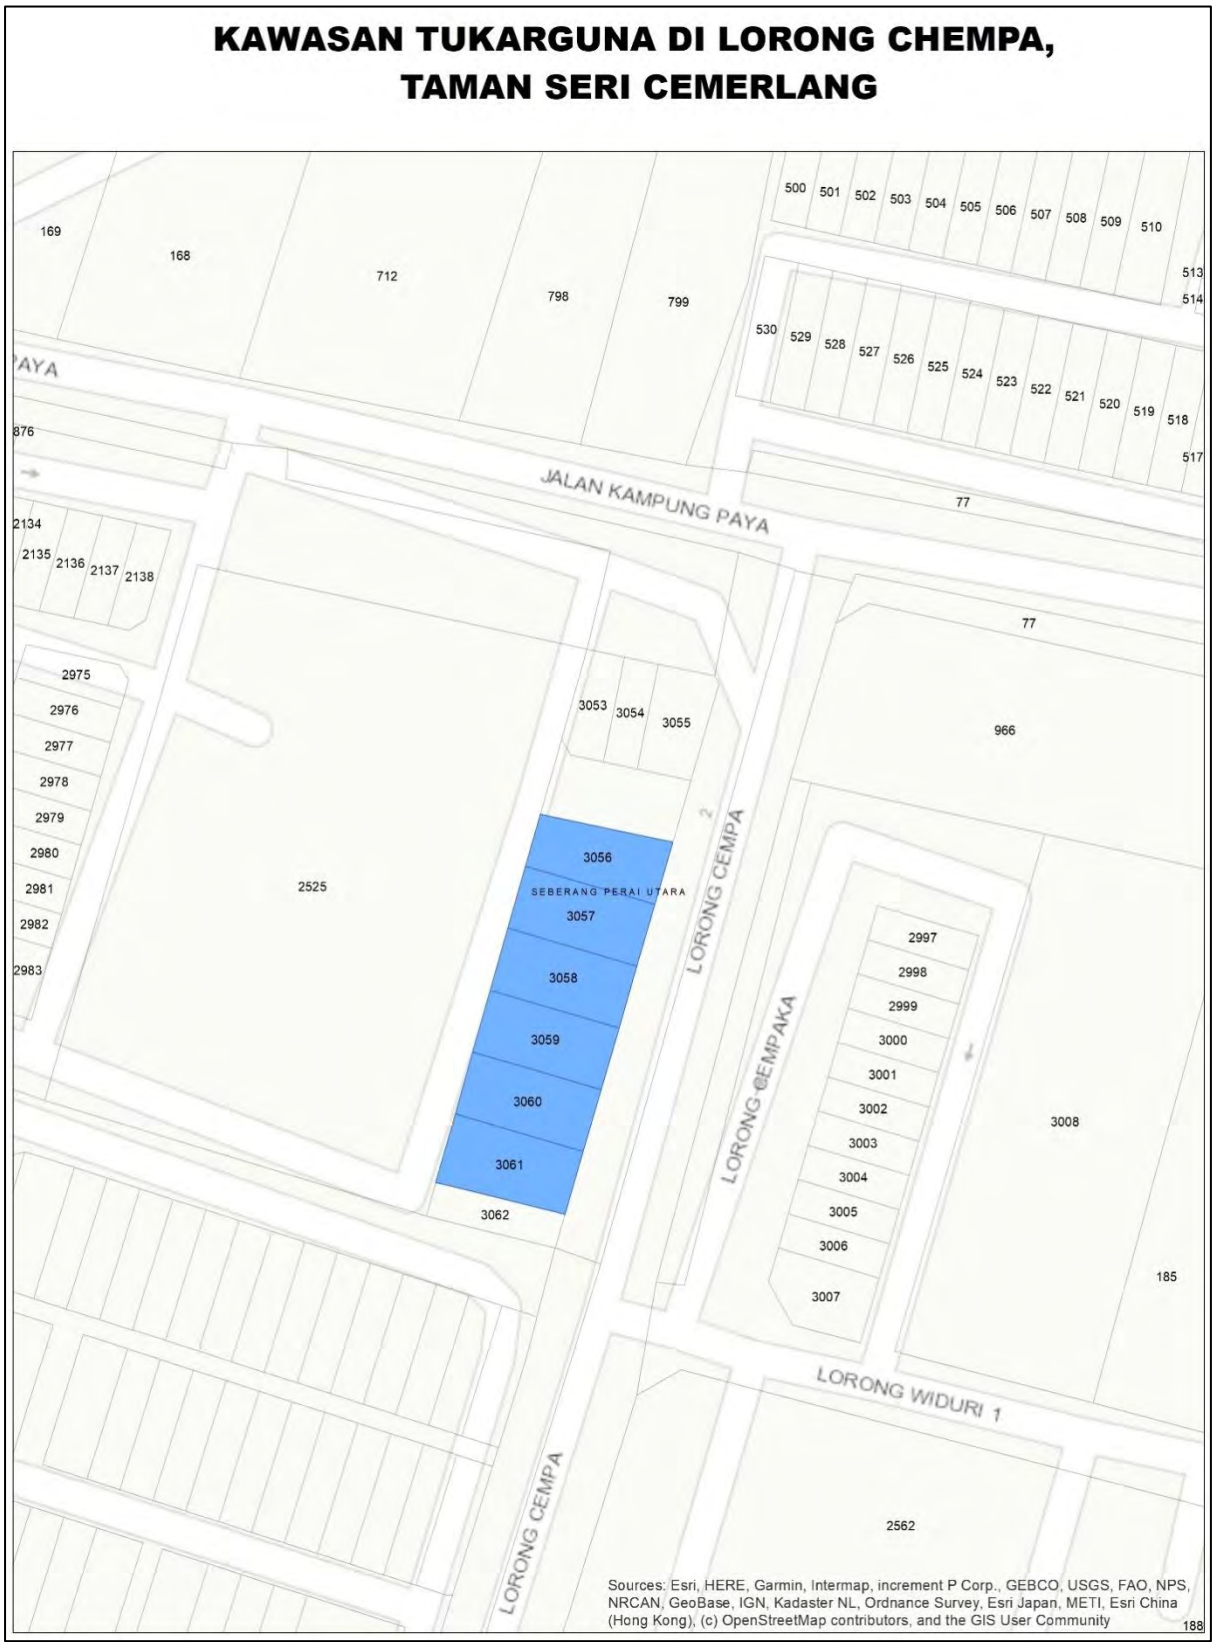 KAWASAN TUKARGUNA DI LORONG CHEMPA,
TAMAN SERI CEMERLANG
500 501 502 503 504 505 506 507 508 509 510
169
168
712
798
799
513
514
530 529 528 527 526 525 524 523 522 521 520 519 518
517
PAYA
876
JALAN KAMPUNG PAYA
77
2134
2135 2136 2137 2138
77
2975
2976
2977
2978
2979
2980
2981
2982
2983
3053 3054 3055
966
2
LORONG CEMPA
2525
3056
SEBERANG PERAI UTARA
3057
3058
3059
3060
3061
3062
LORONG CEMPAKA
2997
2998
2999
3000
3001
3002
3003
3004
3005
3006
3007
3008
185
LORONG WIDURI 1
LORONG CEMPA
2562
Sources: Esri, HERE, Garmin, Intermap, increment P Corp., GEBCO, USGS, FAO, NPS,
NRCAN, GeoBase, IGN, Kadaster NL, Ordnance Survey, Esri Japan, METI, Esri China
(Hong Kong), (c) OpenStreetMap contributors, and the GIS User Community
188